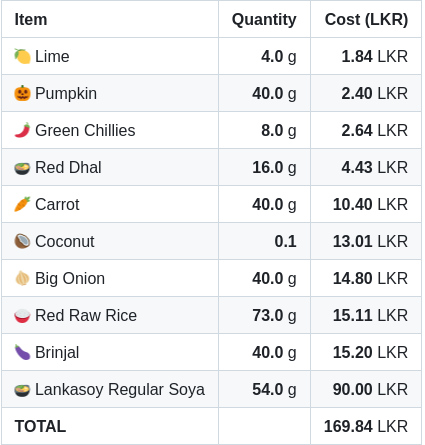 Item Quantity Cost (LKR)
Lime 4.0 g 1.84 LKR
Pumpkin 40.0 g 2.40 LKR
Green Chillies 8.0 g 2.64 LKR
Red Dhal 16.0 g 4.43 LKR
Carrot 40.0 g 10.40 LKR
Coconut 0.1 13.01 LKR
Big Onion 40.0 g 14.80 LKR
Red Raw Rice 73.0 g 15.11 LKR
Brinjal 40.0 g 15.20 LKR
Lankasoy Regular Soya 54.0 g 90.00 LKR
TOTAL 169.84 LKR